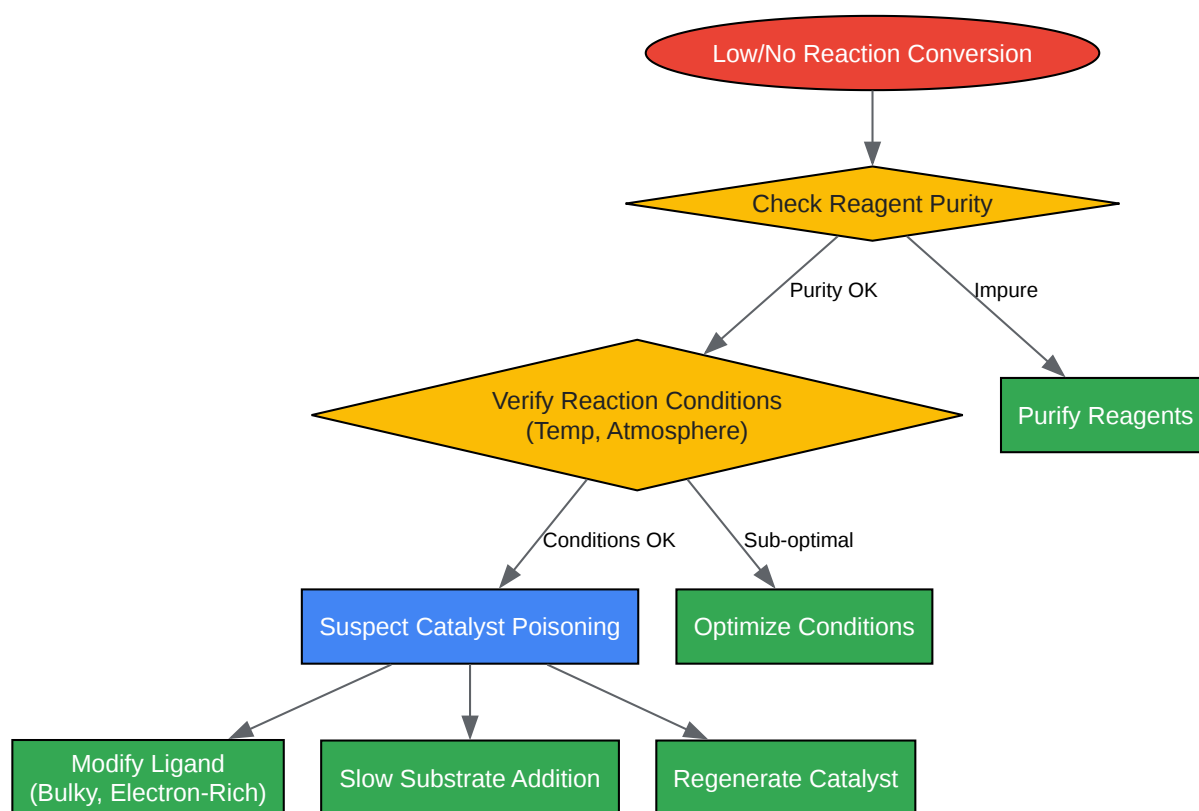 Low/No Reaction Conversion
Check Reagent Purity
Purity OK
Impure
Verify Reaction Conditions
(Temp, Atmosphere)
Purify Reagents
Conditions OK
Sub-optimal
Suspect Catalyst Poisoning
Optimize Conditions
Modify Ligand
(Bulky, Electron-Rich)
Slow Substrate Addition
Regenerate Catalyst